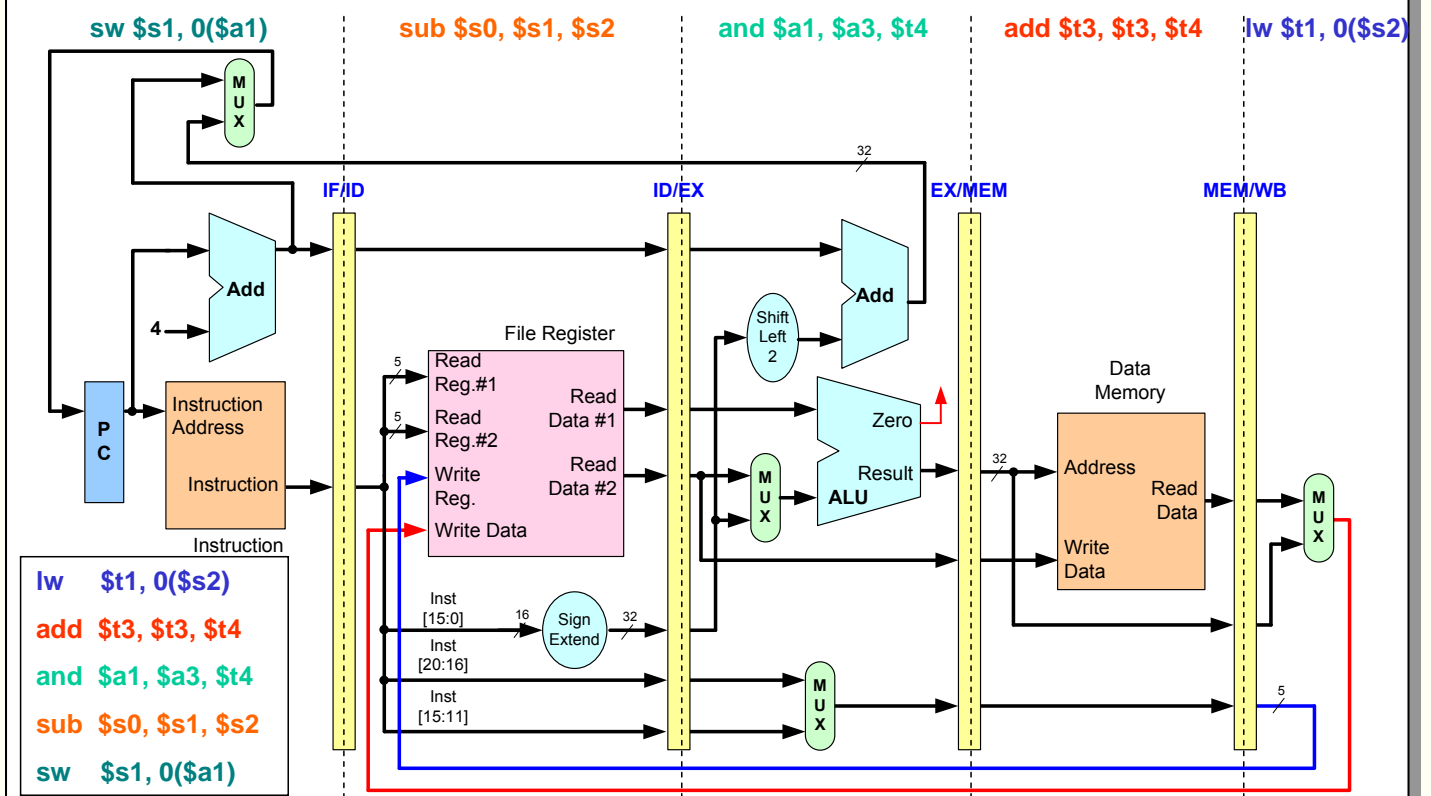 sw $s1, 0($a1)
sub $s0, $s1, $s2
and $a1, $a3, $t4
add $t3, $t3, $t4
lw $t1, 0($s2)
M
U
X
32
IF/ID
ID/EX
EX/MEM
MEM/WB
Add
4
Add
Shift
Left
2
File Register
Data
Memory
P
C
Instruction
Address
Instruction
Instruction
5
Read
Reg.#1
5
Read
Reg.#2
Write
Reg.
Write Data
Read
Data #1
Read
Data #2
M
U
X
Zero
Result
ALU
32
Address
Read
Data
Write
Data
M
U
X
Inst
[15:0]
16
Sign
Extend
32
Inst
[20:16]
Inst
[15:11]
M
U
X
5
lw $t1, 0($s2)
add $t3, $t3, $t4
and $a1, $a3, $t4
sub $s0, $s1, $s2
sw $s1, 0($a1)